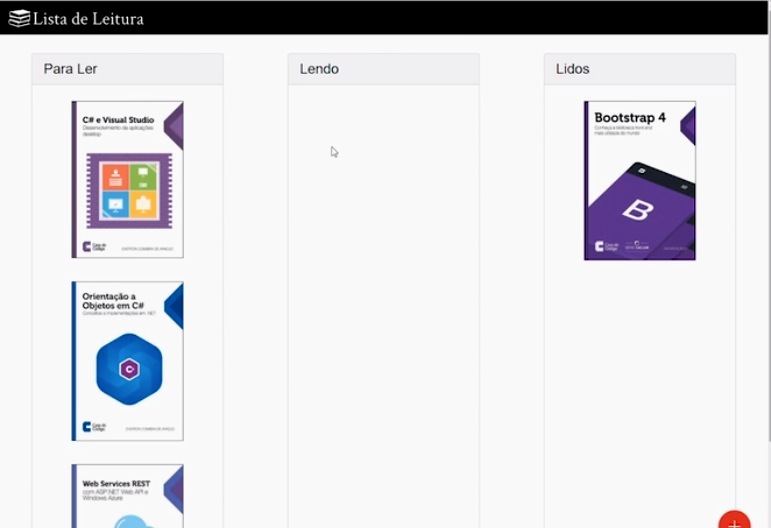 Lista de Leitura
Para Ler
C# e Visual Studio
Desenvolvimento de aplicações
desktop
Casa do
Código
Orientação a
Objetos em C#
Conceitos e implementações em .NET
Casa do
Código
Web Services REST
com ASP.NET Web API e
Windows Azure
Lendo
Lidos
Bootstrap 4
Conheça a biblioteca front-end
mais utilizada do mundo
B
Casa do
Código